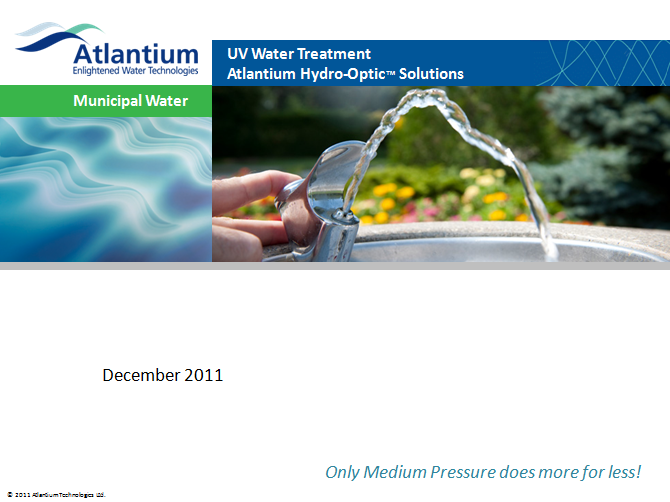 Atlantium
Enlightened Water Technologies
UV Water Treatment
Atlantium Hydro-Optic™ Solutions
Municipal Water
December 2011
Only Medium Pressure does more for less!
© 2011 Atlantium Technologies Ltd.